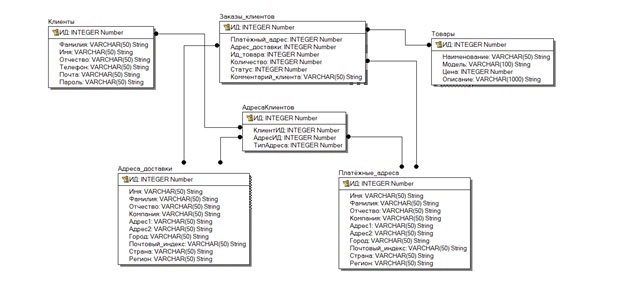 Клиенты
ИД: INTEGER Number
Фамилия: VARCHAR(50) String
Имя: VARCHAR(50) String
Отчество: VARCHAR(50) String
Телефон: VARCHAR(50) String
Почта: VARCHAR(50) String
Пароль: VARCHAR(50) String
Заказы_клиентов
ИД: INTEGER Number
Платёжный_адрес: INTEGER Number
Адрес_доставки: INTEGER Number
Ид_товара: INTEGER Number
Количество: INTEGER Number
Статус: INTEGER Number
Комментарий_клиента: VARCHAR(50) String
Товары
ИД: INTEGER Number
Наименование: VARCHAR(50) String
Модель: VARCHAR(100) String
Цена: INTEGER Number
Описание: VARCHAR(1000) String
АдресаКлиентов
ИД: INTEGER Number
КлиентИД: INTEGER Number
АдресИД: INTEGER Number
ТипАдреса: INTEGER Number
Адреса_доставки
ИД: INTEGER Number
Имя: VARCHAR(50) String
Фамилия: VARCHAR(50) String
Отчество: VARCHAR(50) String
Компания: VARCHAR(50) String
Адрес1: VARCHAR(50) String
Адрес2: VARCHAR(50) String
Город: VARCHAR(50) String
Почтовый_индекс: VARCHAR(50) String
Страна: VARCHAR(50) String
Регион: VARCHAR(50) String
Платёжные_адреса
ИД: INTEGER Number
Имя: VARCHAR(50) String
Фамилия: VARCHAR(50) String
Отчество: VARCHAR(50) String
Компания: VARCHAR(50) String
Адрес1: VARCHAR(50) String
Адрес2: VARCHAR(50) String
Город: VARCHAR(50) String
Почтовый_индекс: VARCHAR(50) String
Страна: VARCHAR(50) String
Регион: VARCHAR(50) String